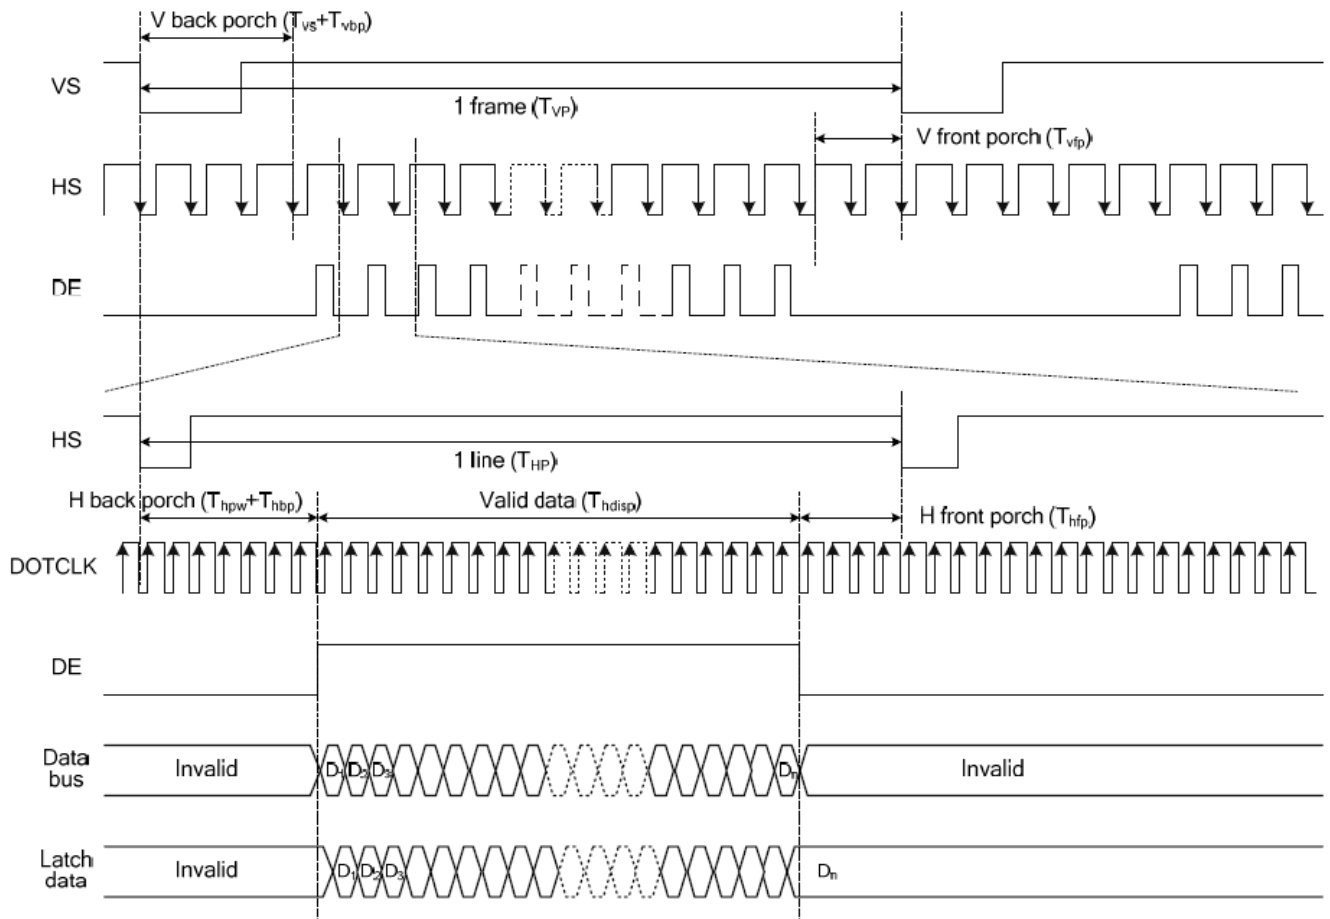 V back porch (Tvs+Tvbp)
VS
1 frame (TVP)
V front porch (Tvfp)
HS
DE
HS
1 line (THP)
H back porch (Thpw+Thbp)
Valid data (Thdisp)
H front porch (Thfp)
DOTCLK
DE
Data
bus
Invalid
D1
D2
D3
Dn
Invalid
Latch
data
Invalid
D1
D2
D3
Dn